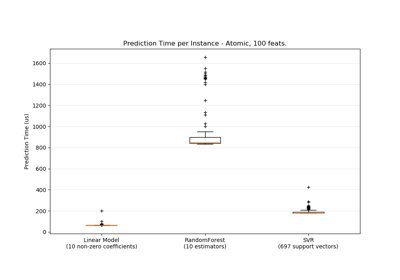 Prediction Time per Instance - Atomic, 100 feats.
Prediction Time (us)
1600
1400
1200
1000
800
600
400
200
0
Linear Model
(10 non-zero coefficients)
RandomForest
(10 estimators)
SVR
(697 support vectors)